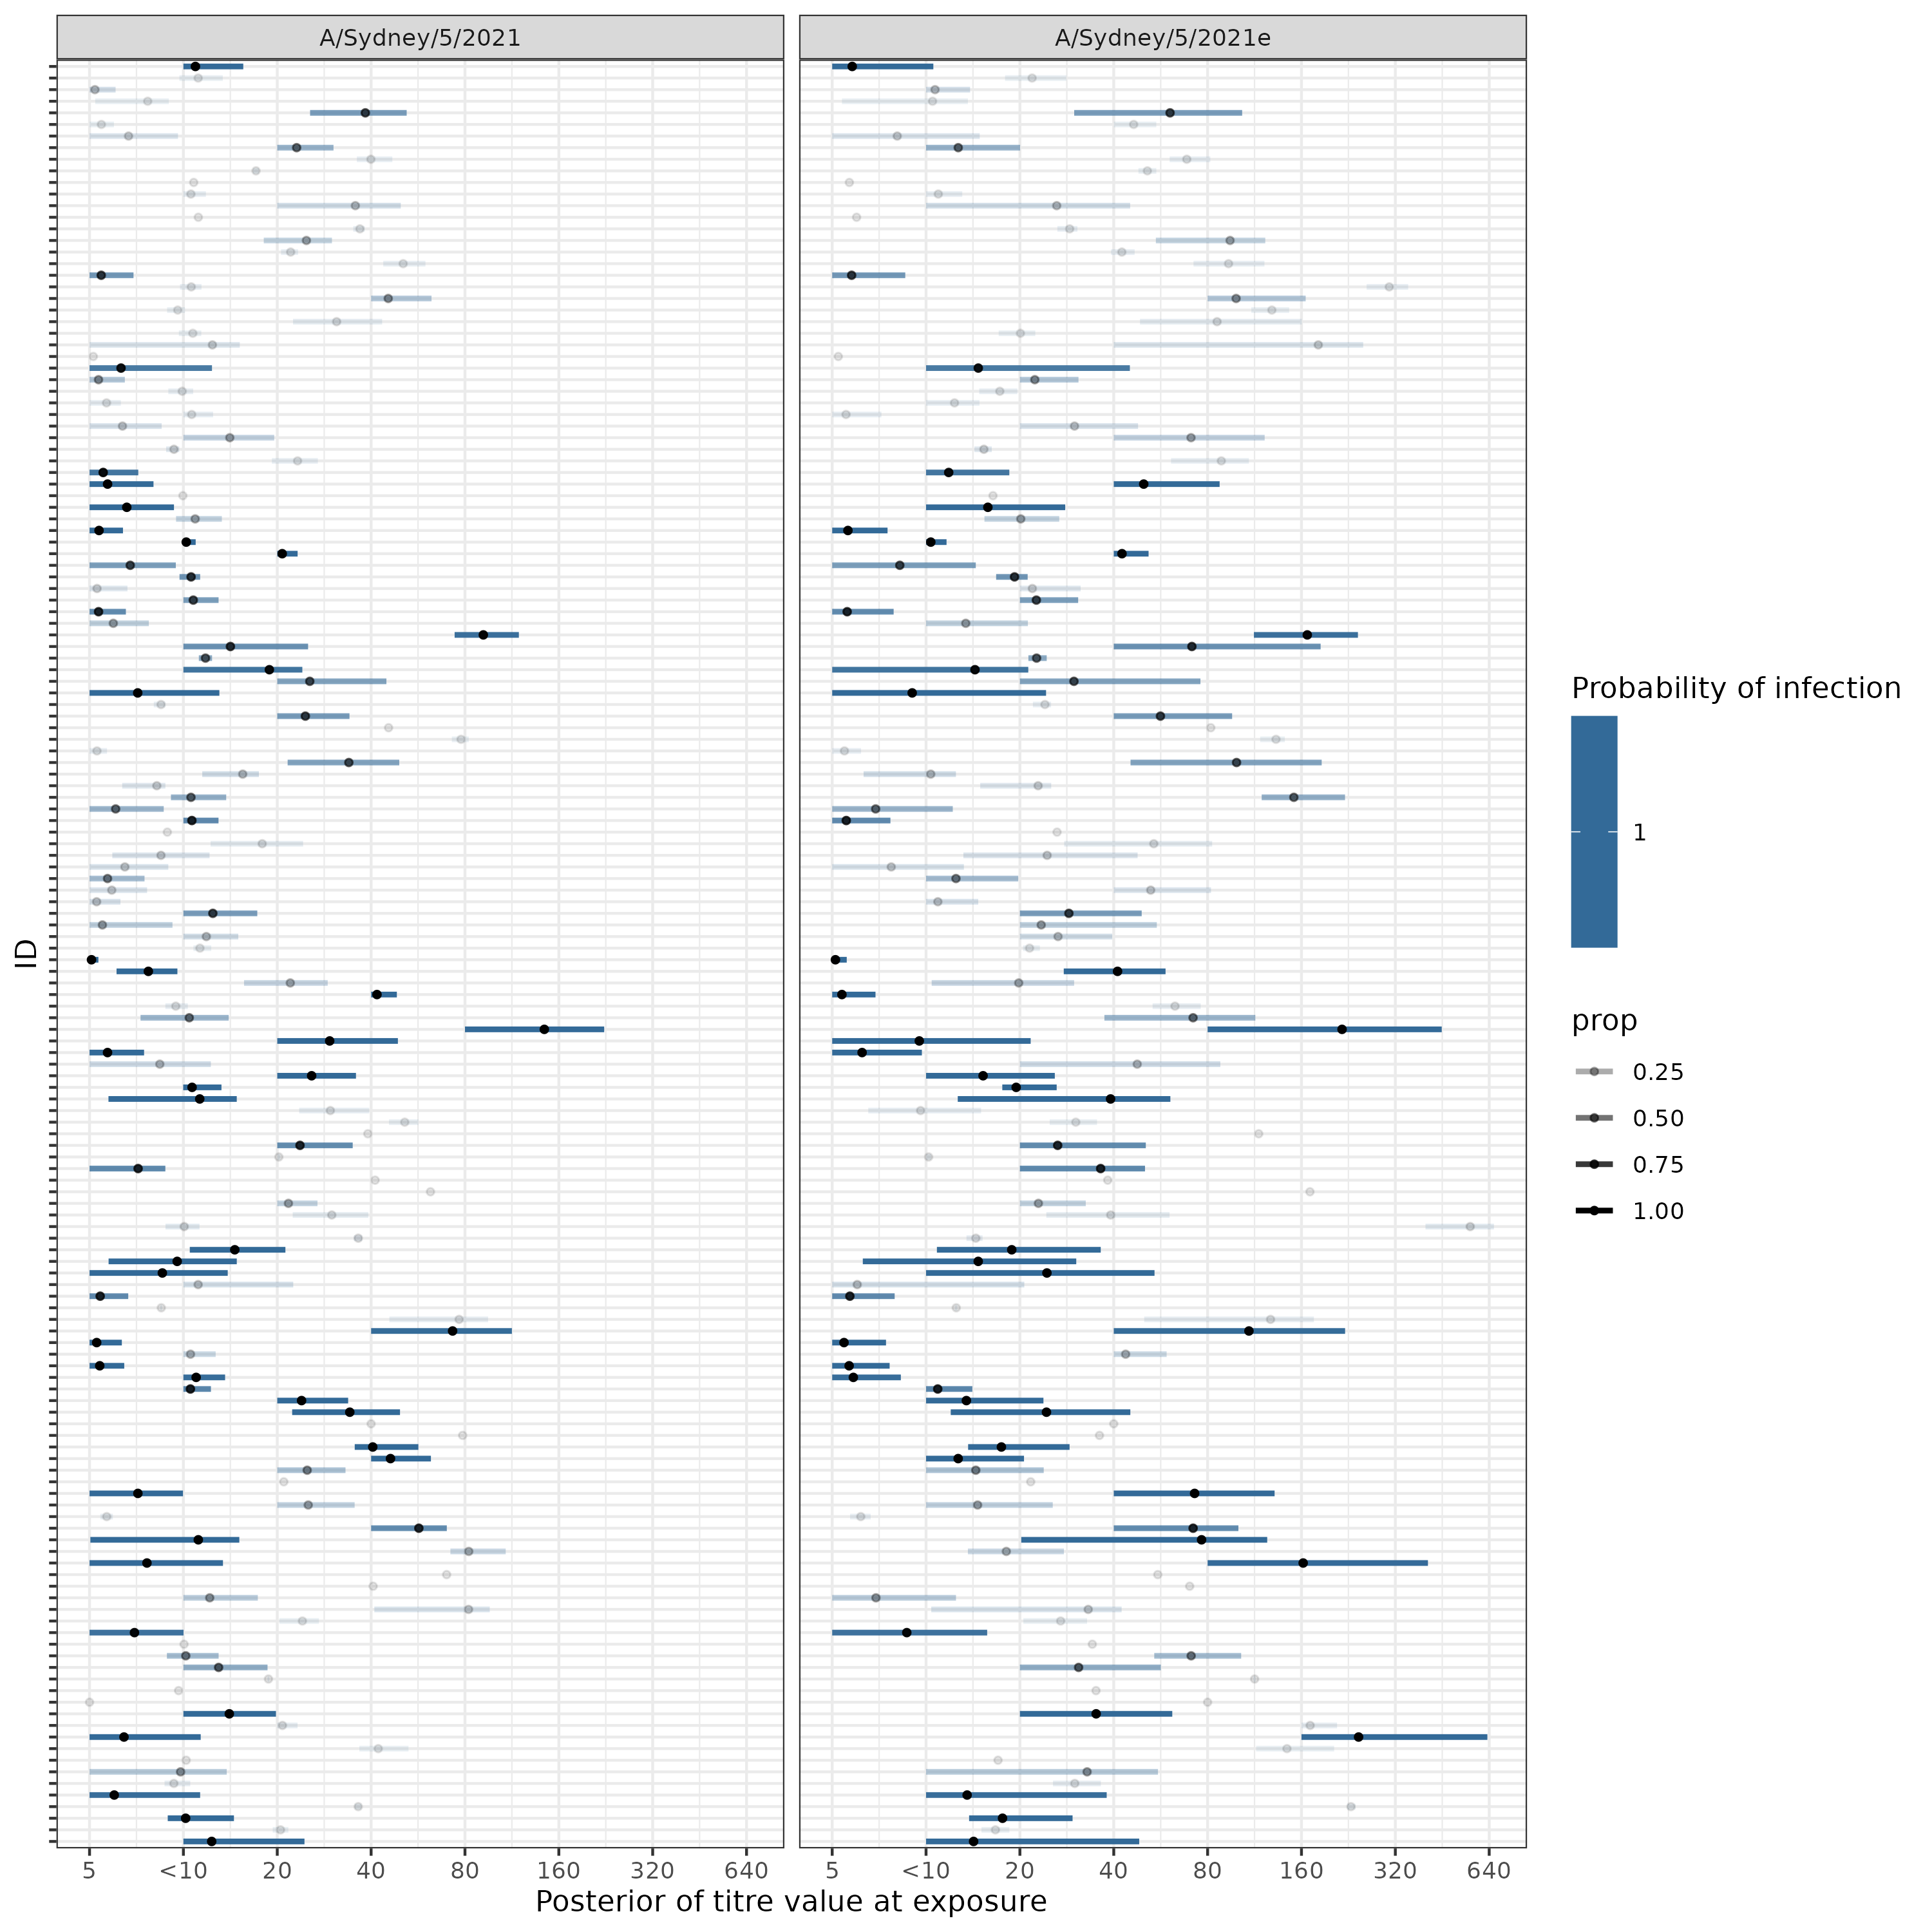 A/Sydney/5/2021
A/Sydney/5/2021e
ID
5 <10 20 40 80 160 320 640
5 <10 20 40 80 160 320 640
Posterior of titre value at exposure
Probability of infection
1
prop
0.25
0.50
0.75
1.00